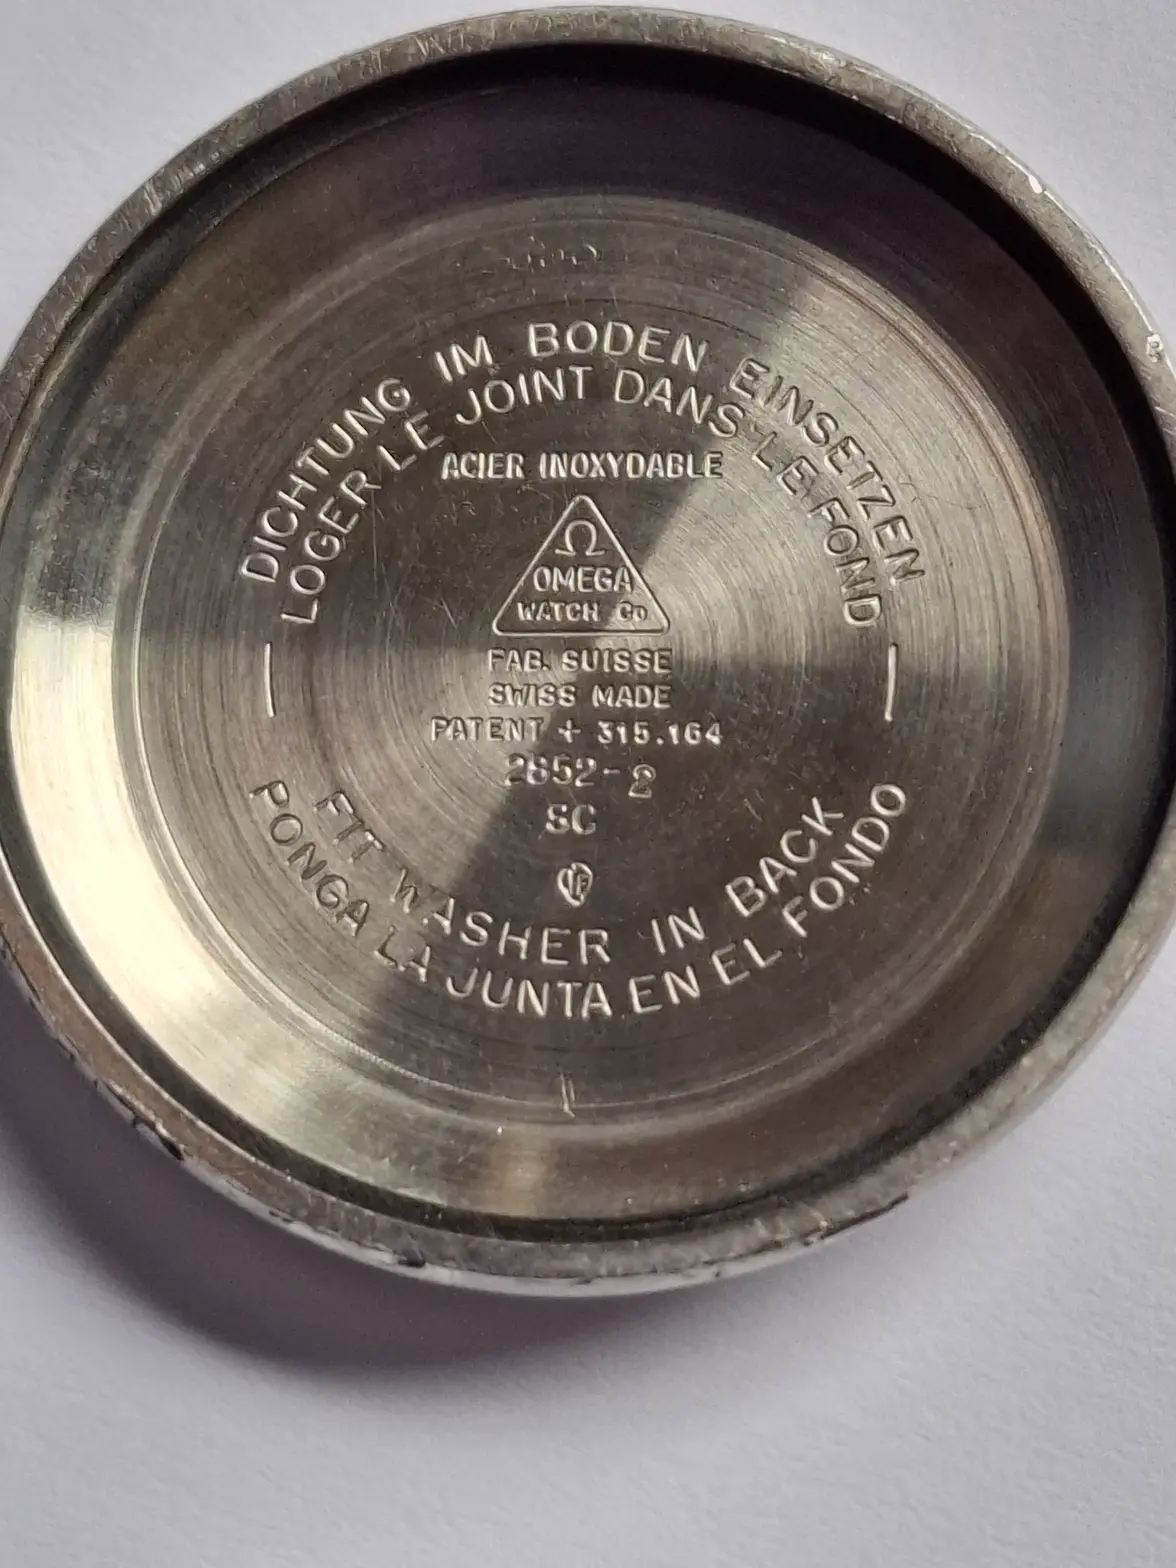 DICHTUNG IM BODEN EINSETZEN
LOGER LE JOINT DANS LE FOND
ACIER INOXYDABLE
Ω
OMEGA
WATCH Co
FAB. SUISSE
SWISS MADE
PATENT + 315.164
2852-2
SC
FIT WASHER IN BACK
PONGA LA JUNTA EN EL FONDO